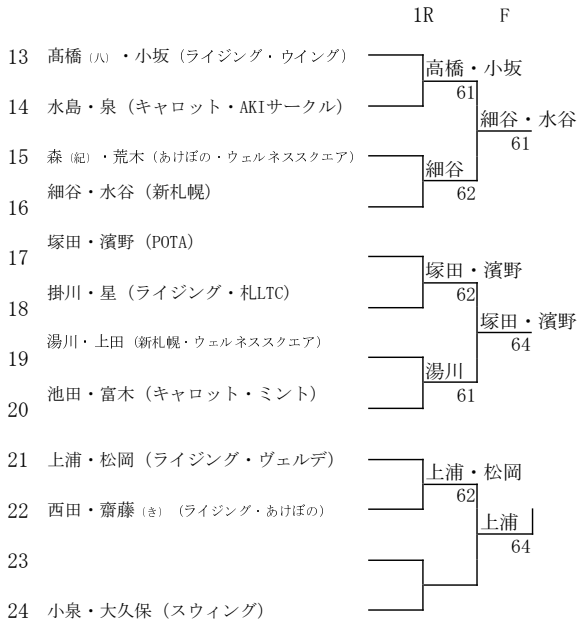 1R F
13 髙橋（八）・小坂（ライジング・ウイング）
高橋・小坂
61
14 水島・泉（キャロット・AKIサークル）
細谷・水谷
61
15 森（紀）・荒木（あけぼの・ウェルネススクエア）
細谷
62
16 細谷・水谷（新札幌）
17 塚田・濱野（POTA）
塚田・濱野
62
18 掛川・星（ライジング・札LTC）
塚田・濱野
64
19 湯川・上田（新札幌・ウェルネススクエア）
湯川
61
20 池田・富木（キャロット・ミント）
21 上浦・松岡（ライジング・ヴェルデ）
上浦・松岡
62
22 西田・齋藤（き）（ライジング・あけぼの）
上浦
64
23
24 小泉・大久保（スウィング）